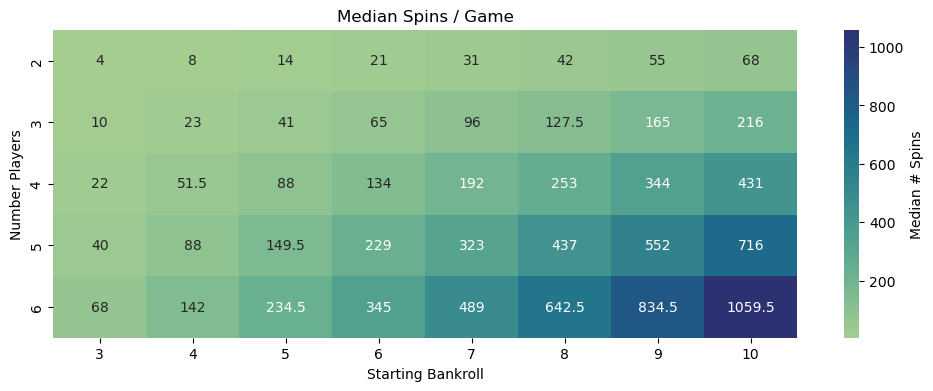 Median Spins / Game
2 4 8 14 21 31 42 55 68
3 10 23 41 65 96 127.5 165 216
4 22 51.5 88 134 192 253 344 431
5 40 88 149.5 229 323 437 552 716
6 68 142 234.5 345 489 642.5 834.5 1059.5
3 4 5 6 7 8 9 10
Starting Bankroll
Number Players
1000
800
600
400
200
Median # Spins